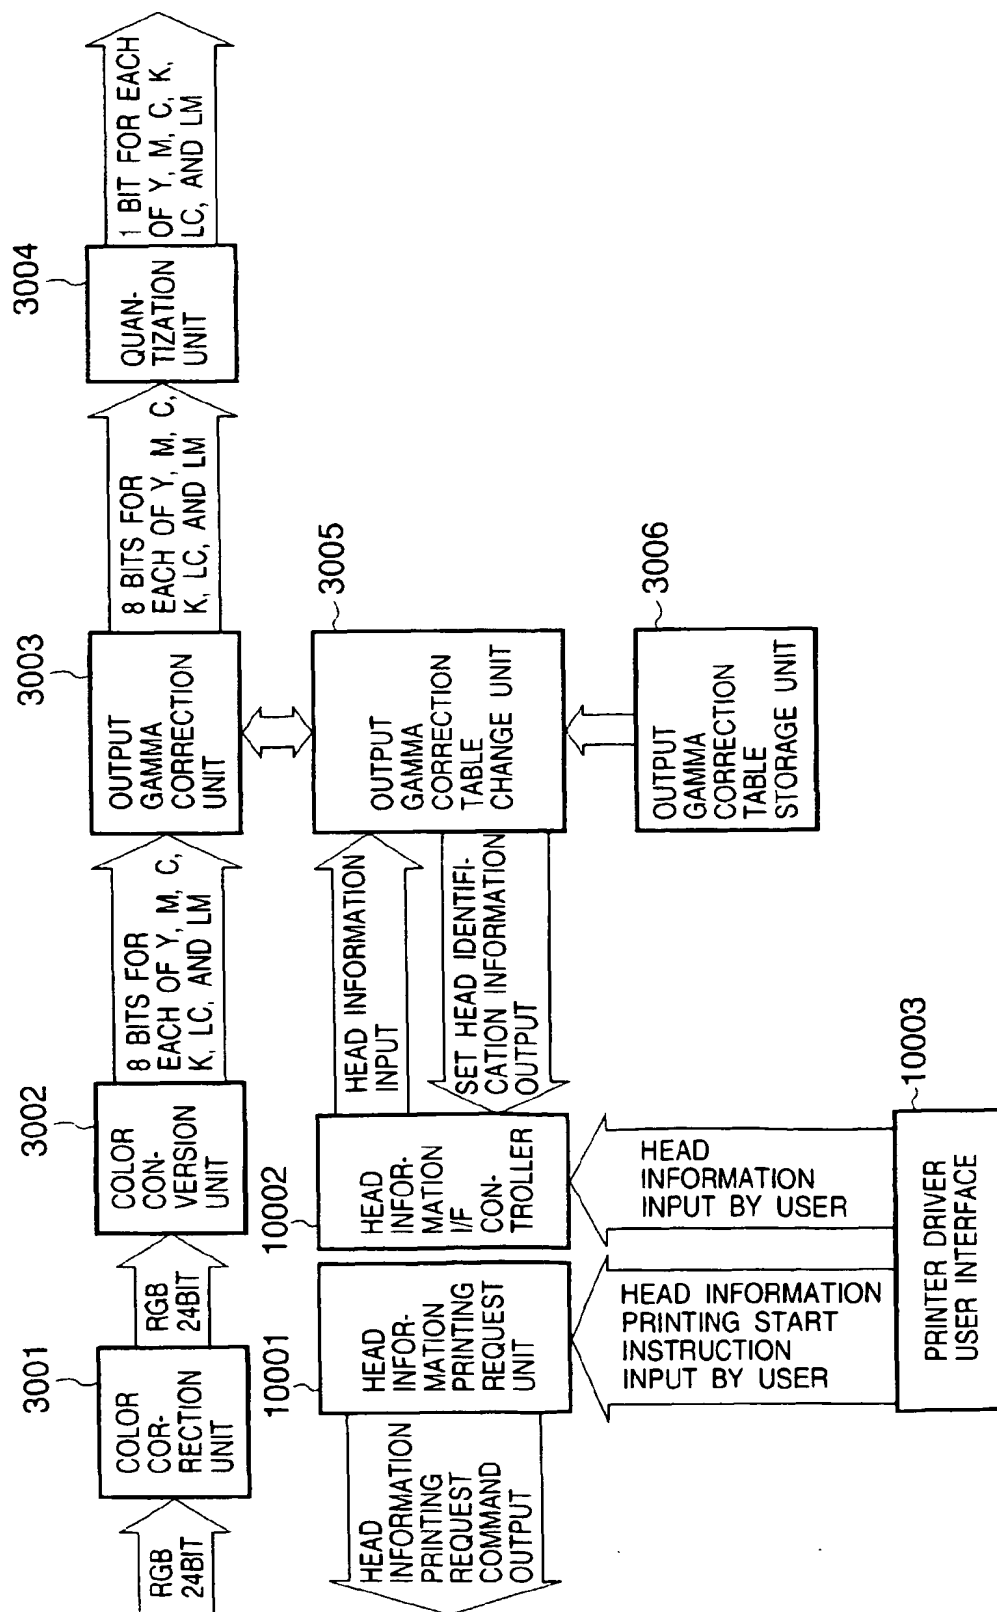 RGB
24BIT
3001
COLOR
COR-
RECTION
UNIT
RGB
24BIT
3002
COLOR
CON-
VERSION
UNIT
8 BITS FOR
EACH OF Y, M, C,
K, LC, AND LM
3003
OUTPUT
GAMMA
CORRECTION
UNIT
8 BITS FOR
EACH OF Y, M, C,
K, LC, AND LM
3004
QUAN-
TIZATION
UNIT
1 BIT FOR EACH
OF Y, M, C, K,
LC, AND LM
HEAD
INFORMATION
PRINTING
REQUEST
COMMAND
OUTPUT
10001
HEAD
INFOR-
MATION
PRINTING
REQUEST
UNIT
10002
HEAD
INFOR-
MATION
I/F
CON-
TROLLER
HEAD INFORMATION
INPUT
SET HEAD IDENTIFI-
CATION INFORMATION
OUTPUT
3005
OUTPUT
GAMMA
CORRECTION
TABLE
CHANGE UNIT
3006
OUTPUT
GAMMA
CORRECTION
TABLE
STORAGE UNIT
HEAD INFORMATION
PRINTING START
INSTRUCTION
INPUT BY USER
HEAD
INFORMATION
INPUT BY USER
10003
PRINTER DRIVER
USER INTERFACE